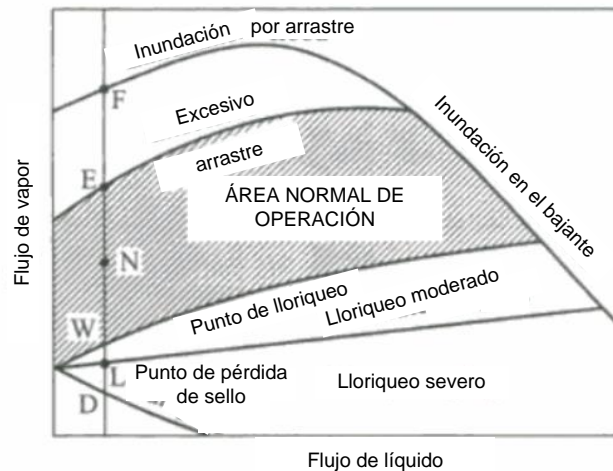 Inundación por arrastre
F
Excesivo
arrastre
Inundación en el bajante
E
ÁREA NORMAL DE
OPERACIÓN
Flujo de vapor
N
Punto de lloriqueo
Lloriqueo moderado
W
L
Punto de pérdida
de sello
Lloriqueo severo
D
Flujo de líquido